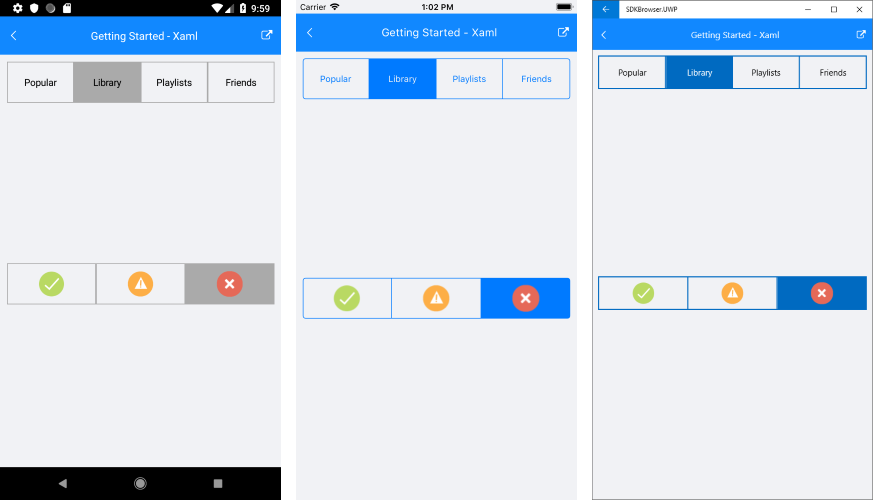 9:59
Getting Started - Xaml
Popular Library Playlists Friends
Carrier 1:02 PM
Getting Started - Xaml
Popular Library Playlists Friends
SDKBrowser.UWP
Getting Started - Xaml
Popular Library Playlists Friends